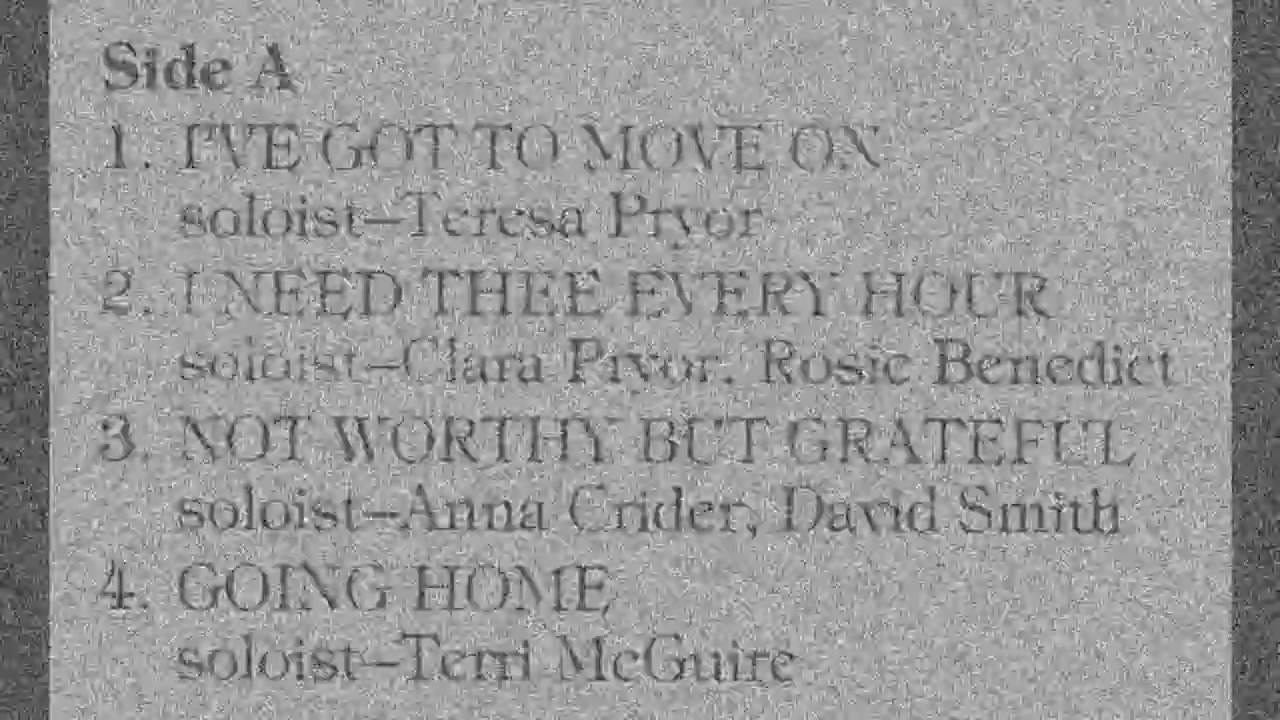 Side A
1. I'VE GOT TO MOVE ON
soloist–Teresa Pryor
2. I NEED THEE EVERY HOUR
soloist–Clara Pryor, Rosie Benedict
3. NOT WORTHY BUT GRATEFUL
soloist–Anna Crider, David Smith
4. GOING HOME
soloist–Terri McGuire